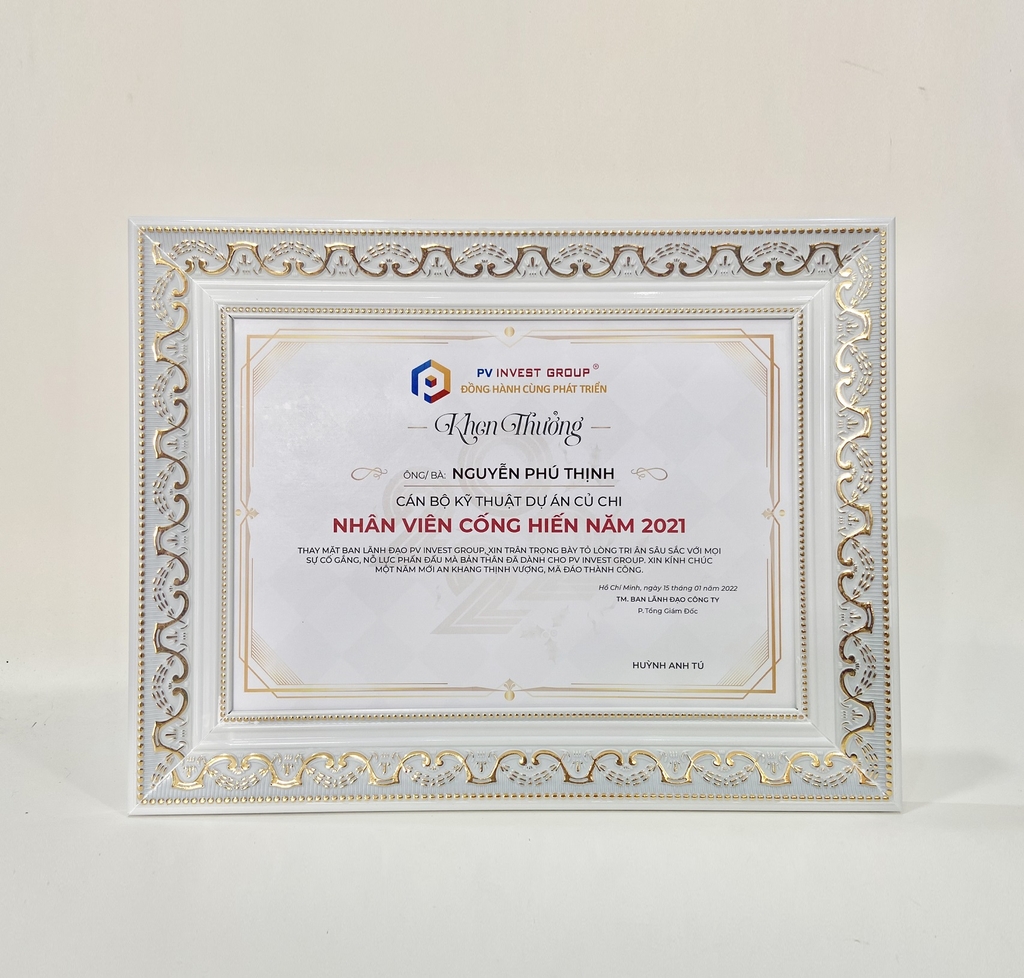 PV INVEST GROUP®
ĐỒNG HÀNH CÙNG PHÁT TRIỂN
Khen Thưởng
ÔNG/ BÀ: NGUYỄN PHÚ THỊNH
CÁN BỘ KỸ THUẬT DỰ ÁN CỦ CHI
NHÂN VIÊN CỐNG HIẾN NĂM 2021
THAY MẶT BAN LÃNH ĐẠO PV INVEST GROUP, XIN TRÂN TRỌNG BÀY TỎ LÒNG TRI ÂN SÂU SẮC VỚI MỌI
SỰ CỐ GẮNG, NỖ LỰC PHẤN ĐẤU MÀ BẢN THÂN ĐÃ DÀNH CHO PV INVEST GROUP. XIN KÍNH CHÚC
MỘT NĂM MỚI AN KHANG THỊNH VƯỢNG, MÃ ĐÁO THÀNH CÔNG.
Hồ Chí Minh, ngày 15 tháng 01 năm 2022
TM. BAN LÃNH ĐẠO CÔNG TY
P.Tổng Giám Đốc
HUỲNH ANH TÚ